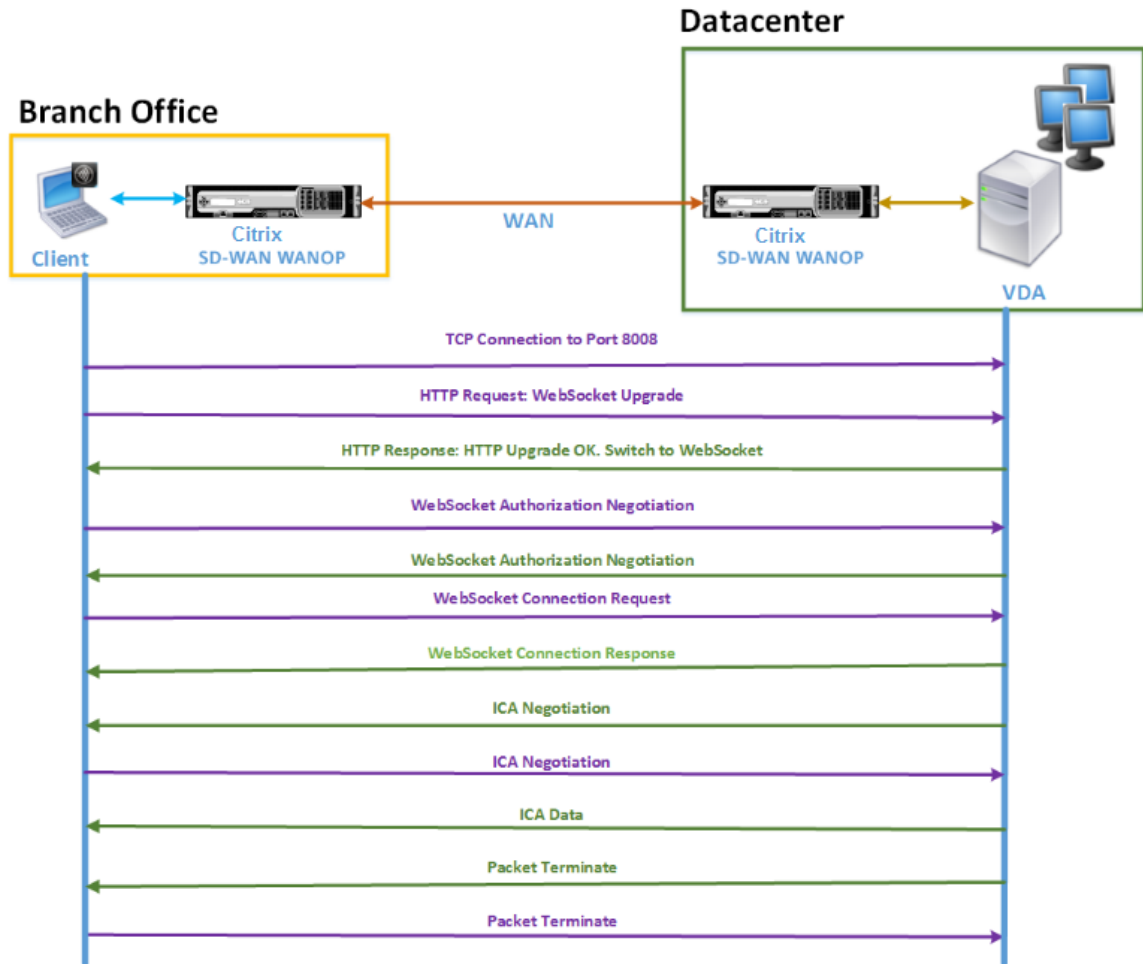 Datacenter
Branch Office
Client
Citrix
SD-WAN WANOP
WAN
Citrix
SD-WAN WANOP
VDA
TCP Connection to Port 8008
HTTP Request: WebSocket Upgrade
HTTP Response: HTTP Upgrade OK. Switch to WebSocket
WebSocket Authorization Negotiation
WebSocket Authorization Negotiation
WebSocket Connection Request
WebSocket Connection Response
ICA Negotiation
ICA Negotiation
ICA Data
Packet Terminate
Packet Terminate